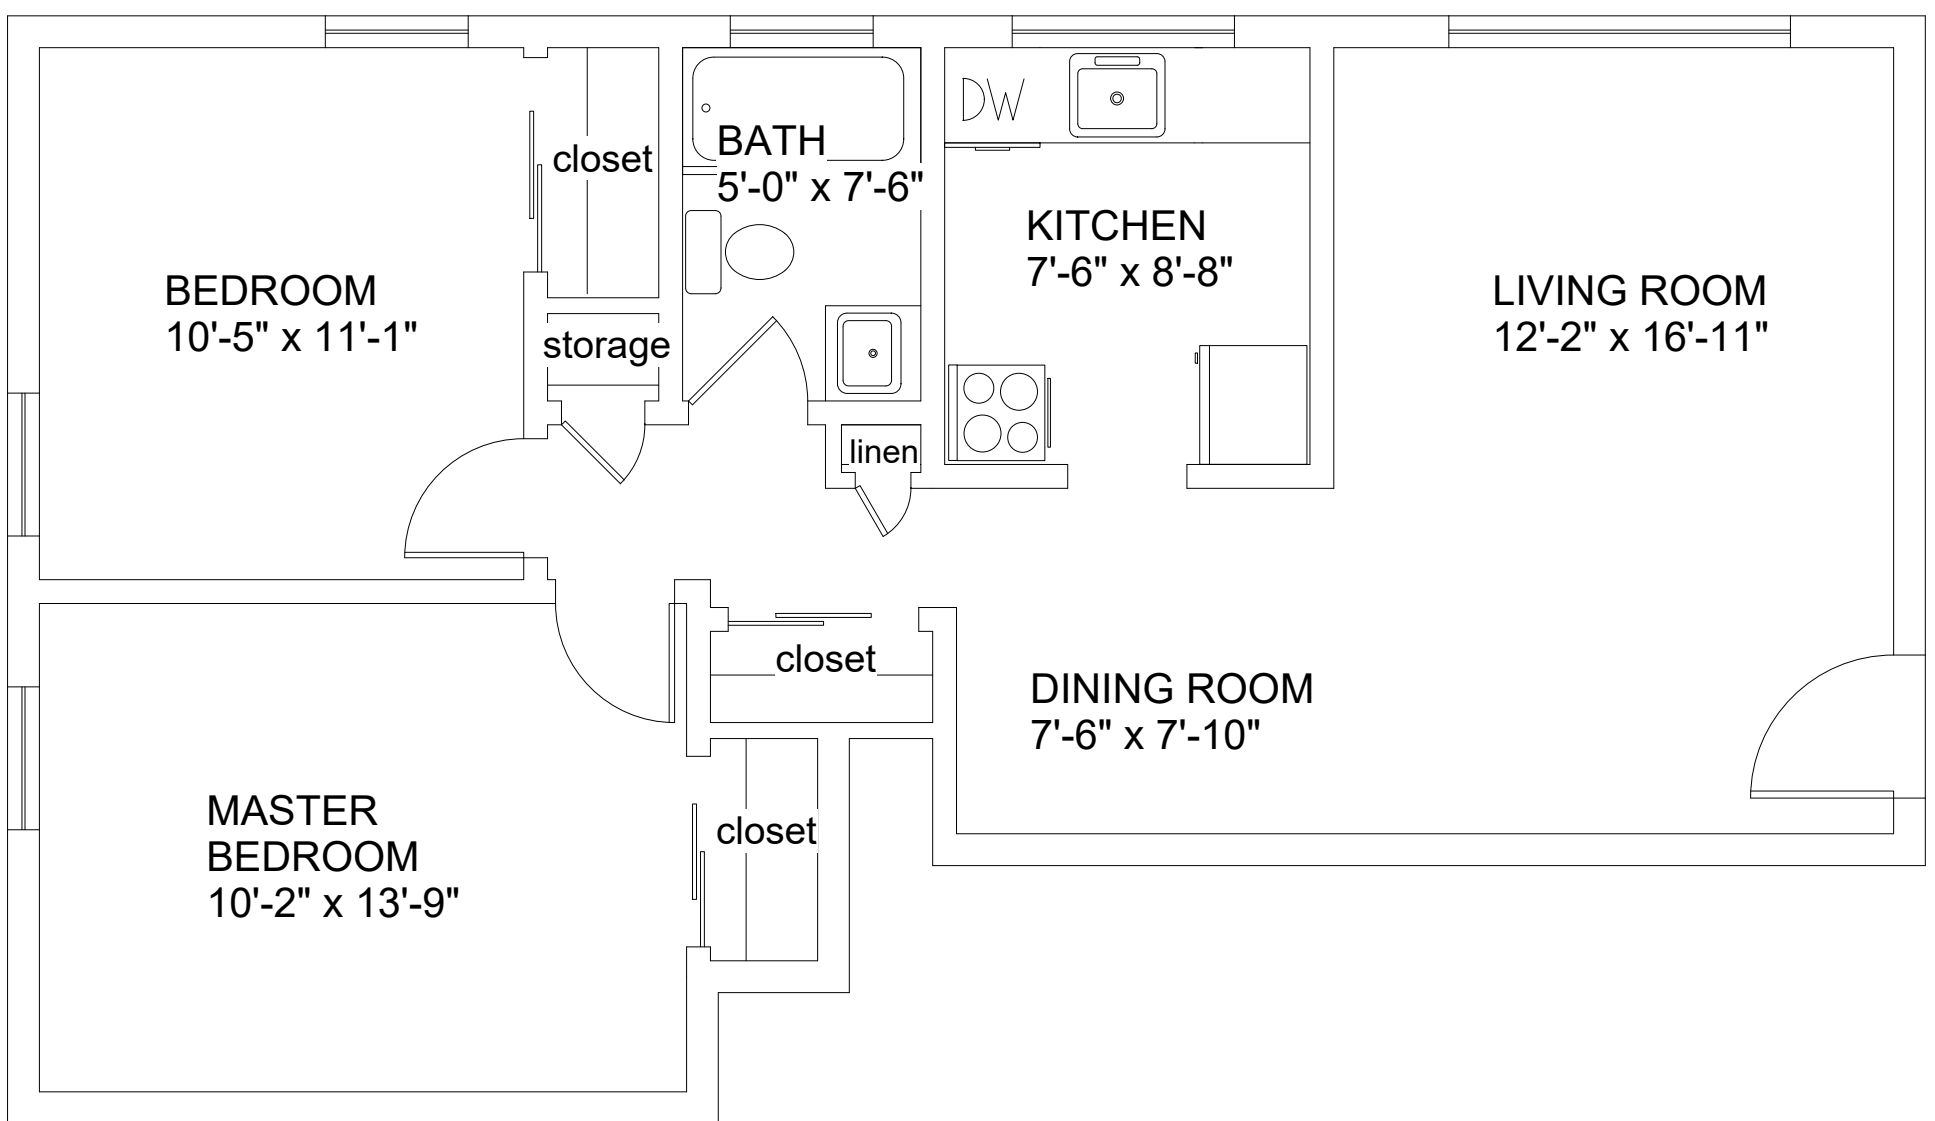 DW
closet
BATH
5'-0" x 7'-6"
KITCHEN
7'-6" x 8'-8"
BEDROOM
10'-5" x 11'-1"
LIVING ROOM
12'-2" x 16'-11"
storage
linen
closet
DINING ROOM
7'-6" x 7'-10"
MASTER
BEDROOM
10'-2" x 13'-9"
closet